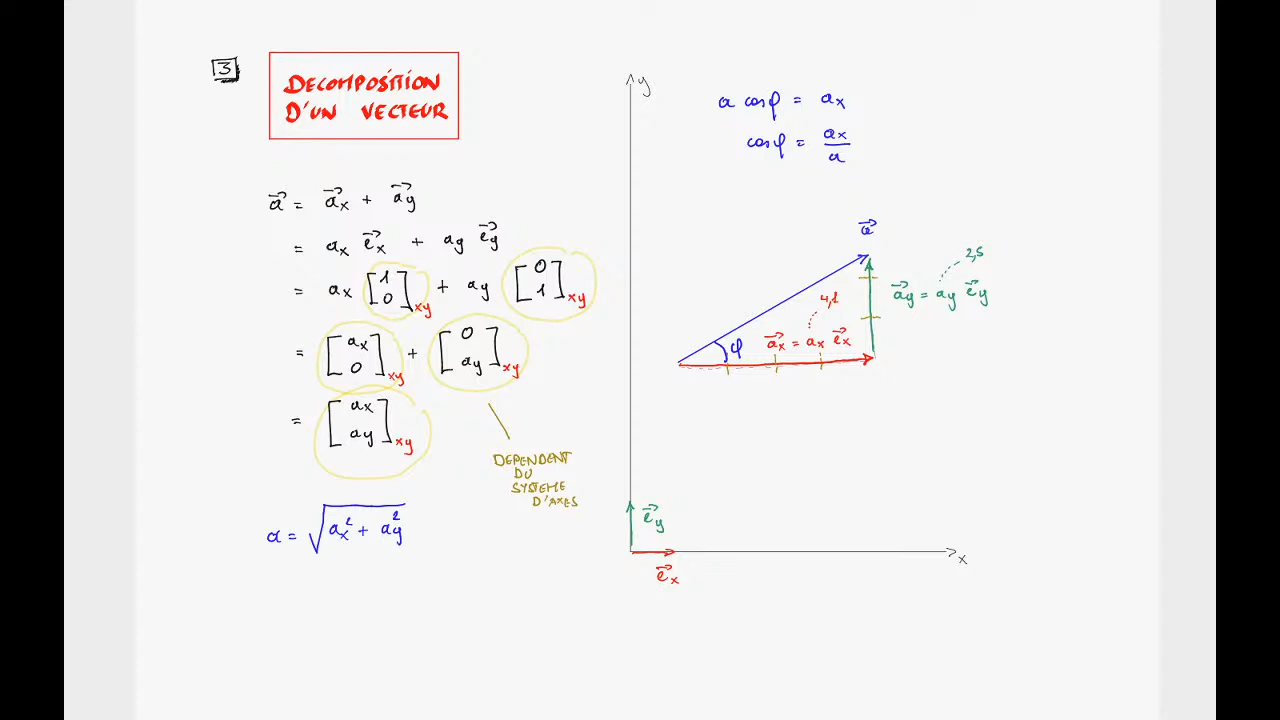 3
DECOMPOSITION
D'UN VECTEUR
a⃗ = a⃗x + a⃗y
= ax e⃗x + ay e⃗y
= ax [1 0]xy + ay [0 1]xy
= [ax 0]xy + [0 ay]xy
= [ax ay]xy
DEPENDENT
DU
SYSTEME
D'AXES
a = √(ax² + ay²)
y
a cosφ = ax
cosφ = ax/a
a⃗
2,5
a⃗y = ay e⃗y
4,1
φ
a⃗x = ax e⃗x
e⃗y
x
e⃗x